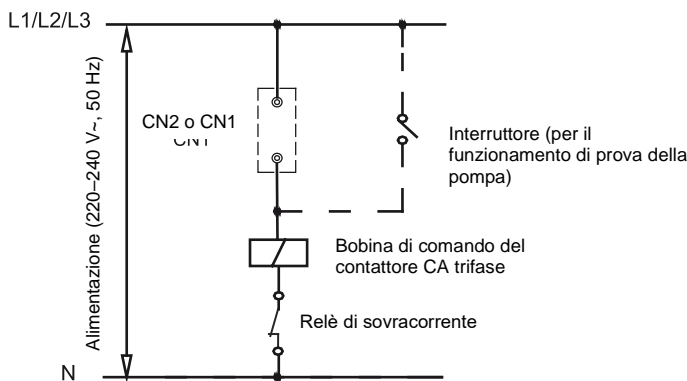 L1/L2/L3
Alimentazione (220–240 V~, 50 Hz)
CN2 o CN1
CN1
Interruttore (per il
funzionamento di prova della
pompa)
Bobina di comando del
contattore CA trifase
Relè di sovracorrente
N